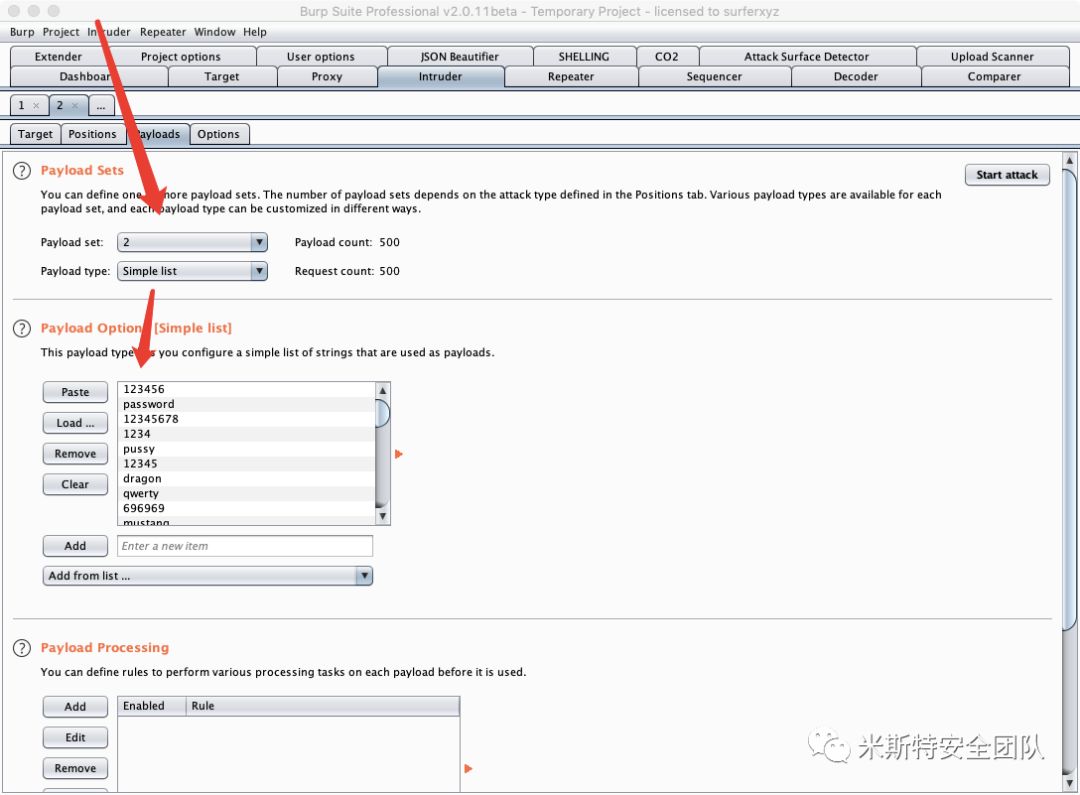 Burp Suite Professional v2.0.11beta - Temporary Project - licensed to surferxyz
Burp Project Intruder Repeater Window Help
Extender Project options User options JSON Beautifier SHELLING CO2 Attack Surface Detector Upload Scanner
Dashboard Target Proxy Intruder Repeater Sequencer Decoder Comparer
1 × 2 × ...
Target Positions Payloads Options
? Payload Sets Start attack
You can define one or more payload sets. The number of payload sets depends on the attack type defined in the Positions tab. Various payload types are available for each
payload set, and each payload type can be customized in different ways.
Payload set: 2 Payload count: 500
Payload type: Simple list Request count: 500
? Payload Options [Simple list]
This payload type lets you configure a simple list of strings that are used as payloads.
Paste
Load ...
Remove
Clear
123456
password
12345678
1234
pussy
12345
dragon
qwerty
696969
mustang
Add Enter a new item
Add from list ...
? Payload Processing
You can define rules to perform various processing tasks on each payload before it is used.
Add Enabled Rule
Edit
Remove
米斯特安全团队